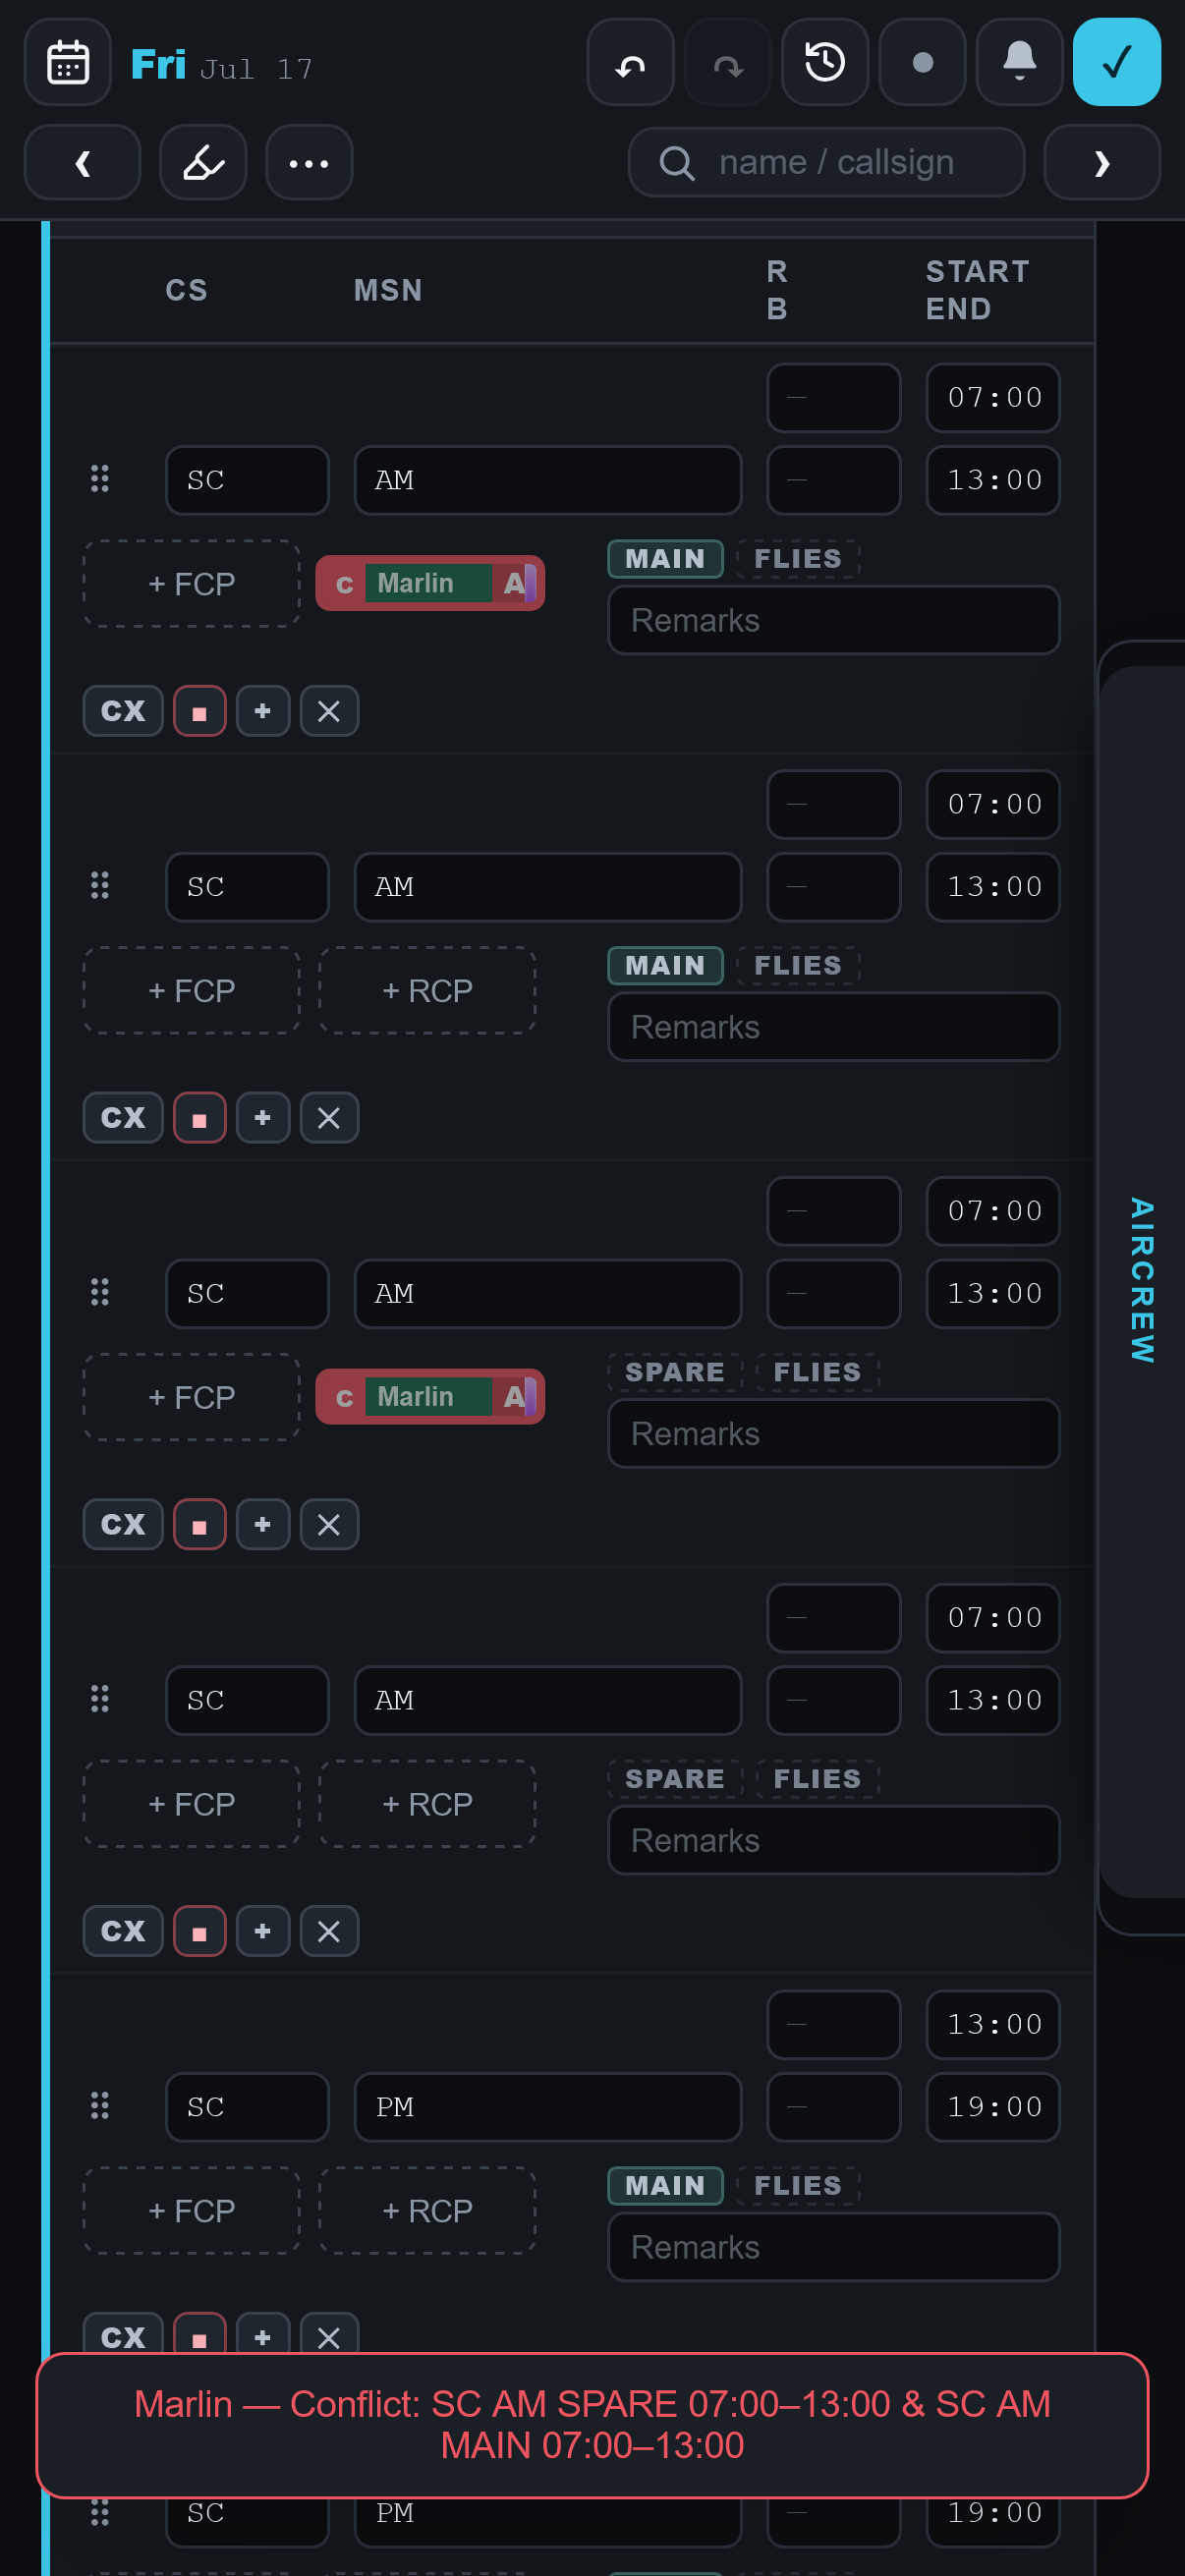 Fri Jul 17
name / callsign
CS MSN R START
B END
— 07:00
SC AM — 13:00
+ FCP c Marlin A MAIN FLIES
Remarks
CX + ×
— 07:00
SC AM — 13:00
+ FCP + RCP MAIN FLIES
Remarks
CX + ×
— 07:00
SC AM — 13:00
+ FCP c Marlin A SPARE FLIES
Remarks
CX + ×
AIRCREW
— 07:00
SC AM — 13:00
+ FCP + RCP SPARE FLIES
Remarks
CX + ×
— 13:00
SC PM — 19:00
+ FCP + RCP MAIN FLIES
Remarks
CX + ×
Marlin — Conflict: SC AM SPARE 07:00–13:00 & SC AM
MAIN 07:00–13:00
SC PM — 19:00